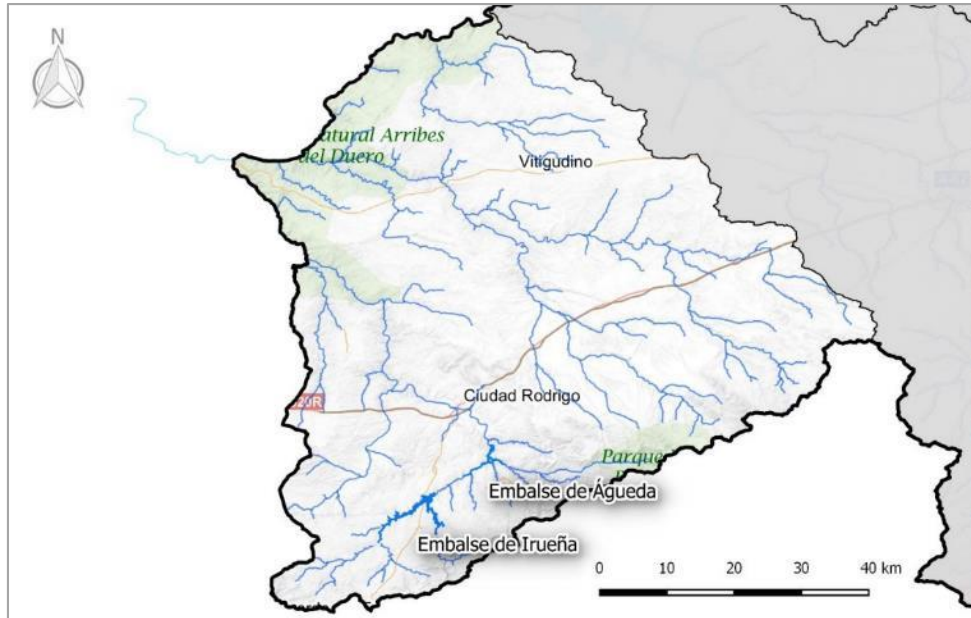 N
atural Arribes
del Duero
Vitigudino
Ciudad Rodrigo
20R
Parque
Embalse de Águeda
Embalse de Irueña
0 10 20 30 40 km